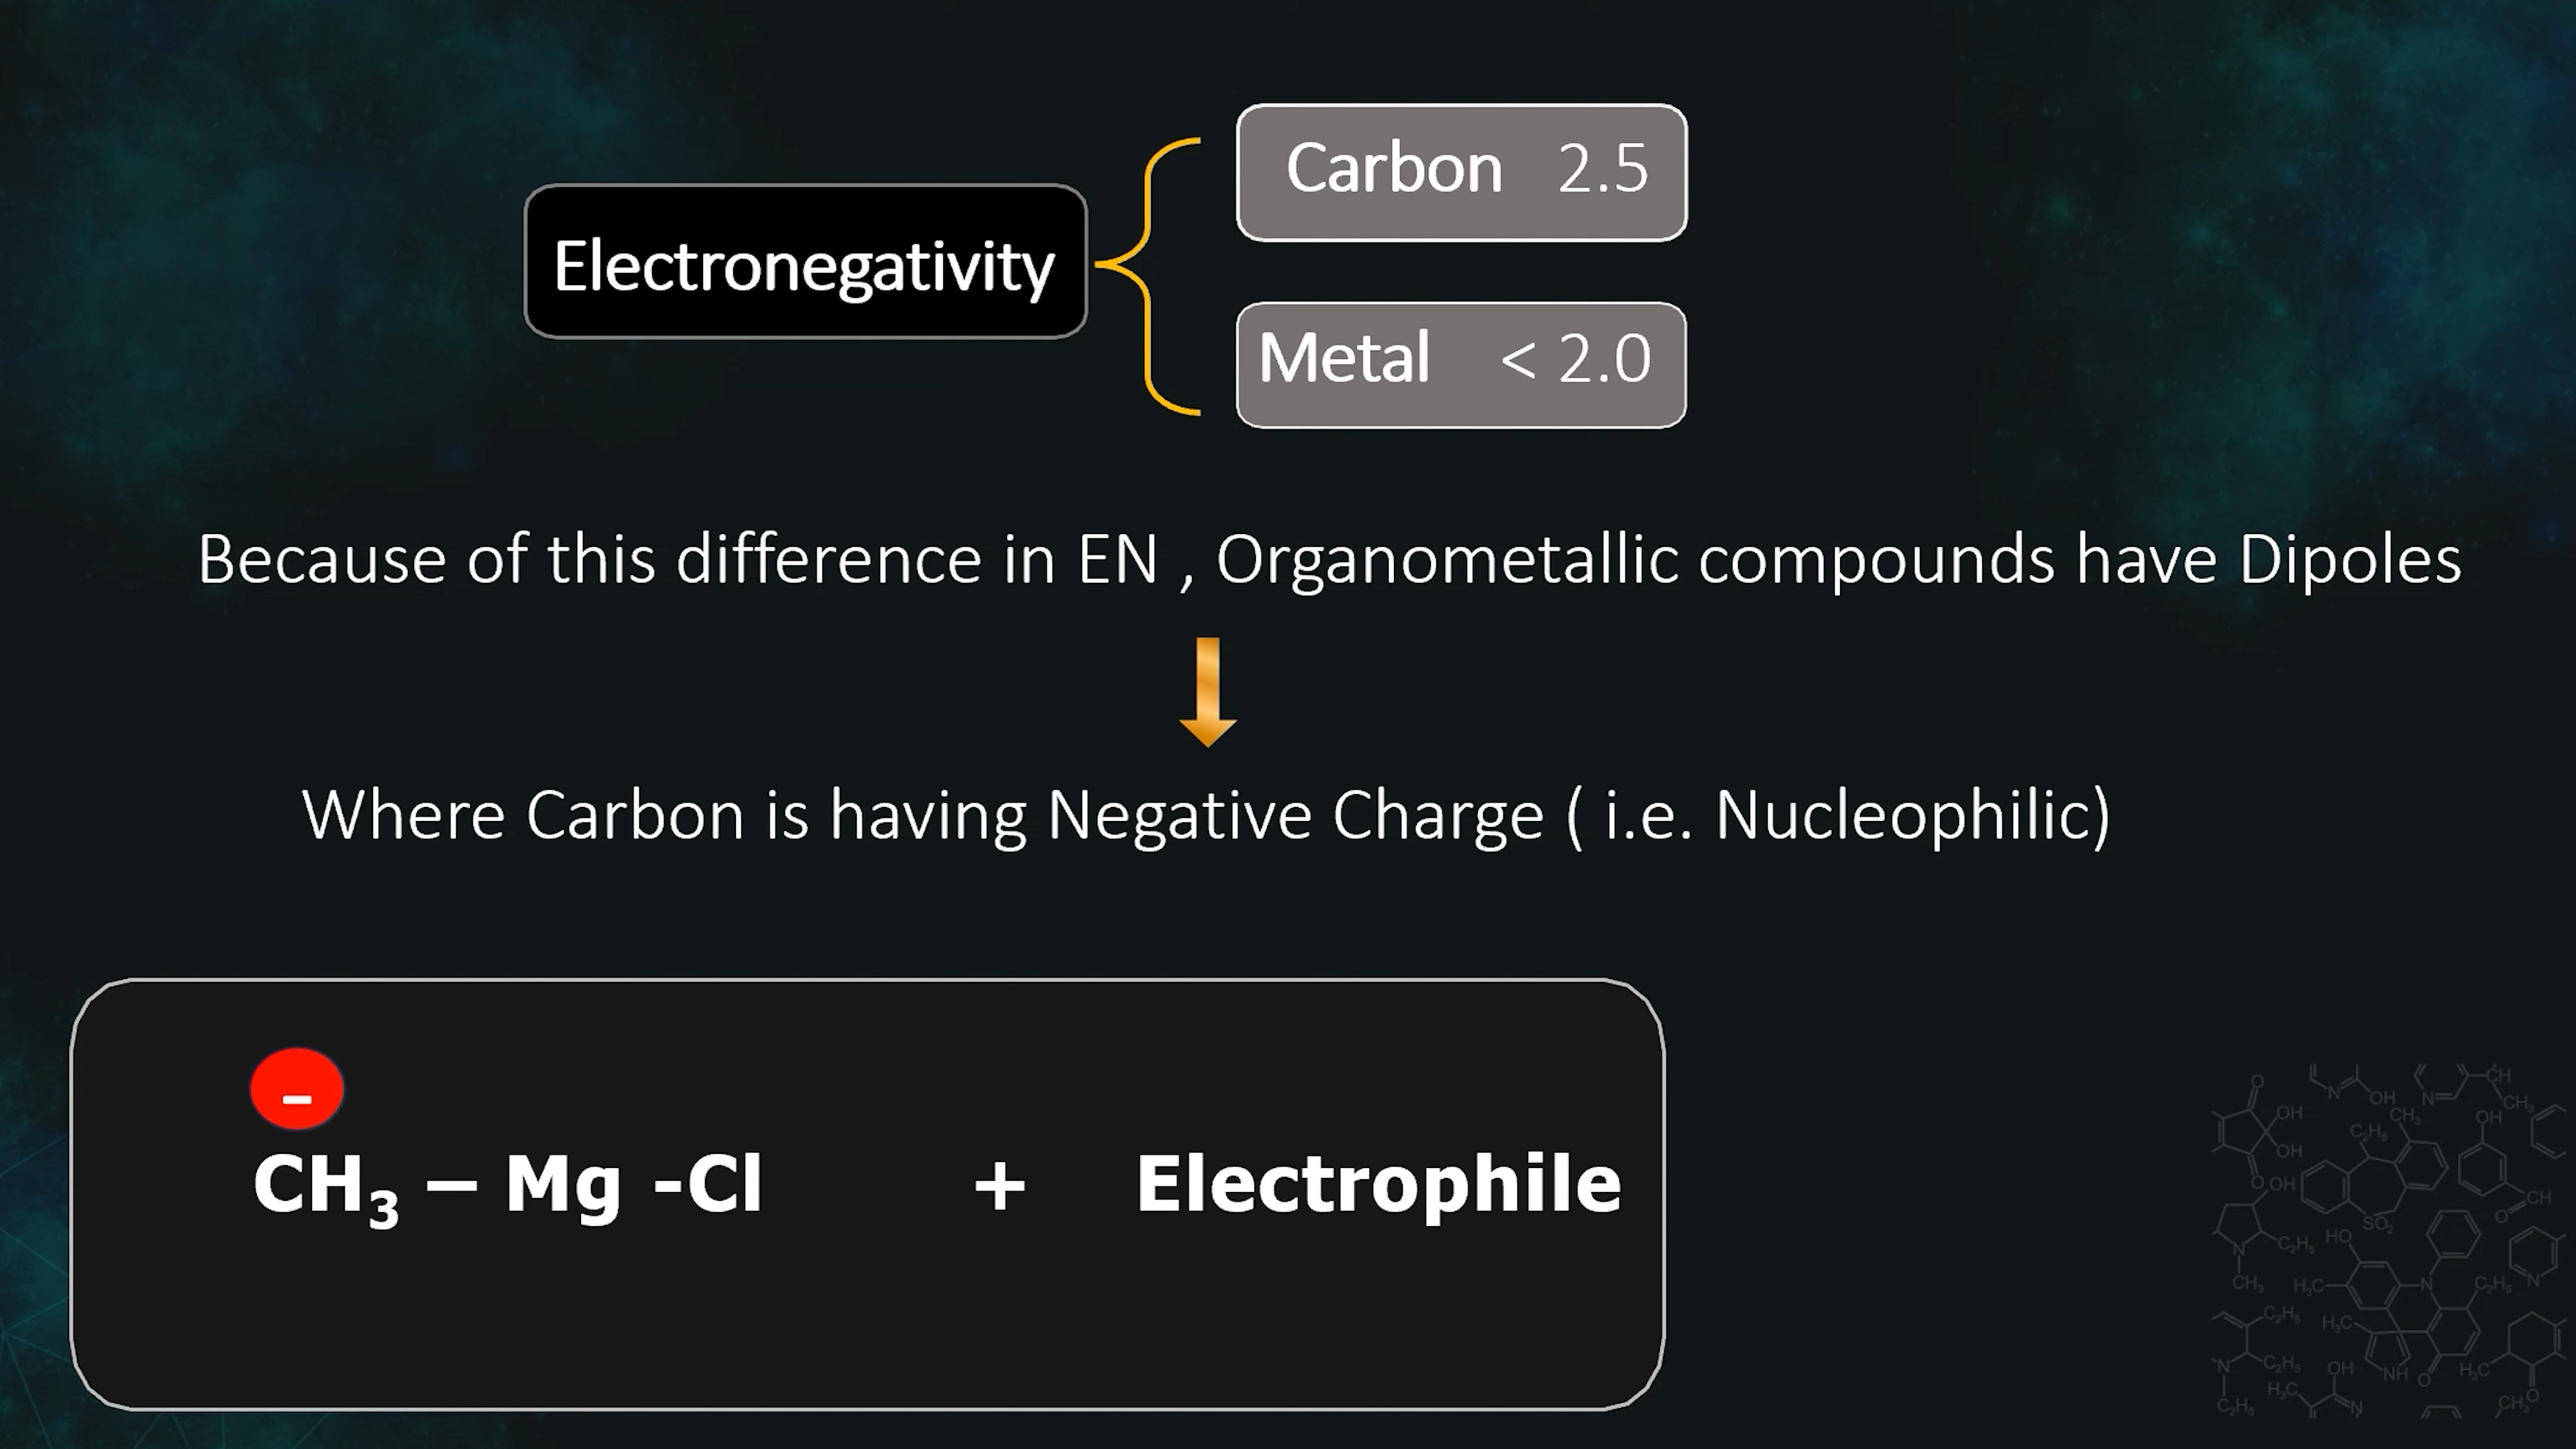 Carbon 2.5
Electronegativity
Metal < 2.0
Because of this difference in EN , Organometallic compounds have Dipoles
Where Carbon is having Negative Charge ( i.e. Nucleophilic)
-
CH₃ – Mg -Cl + Electrophile